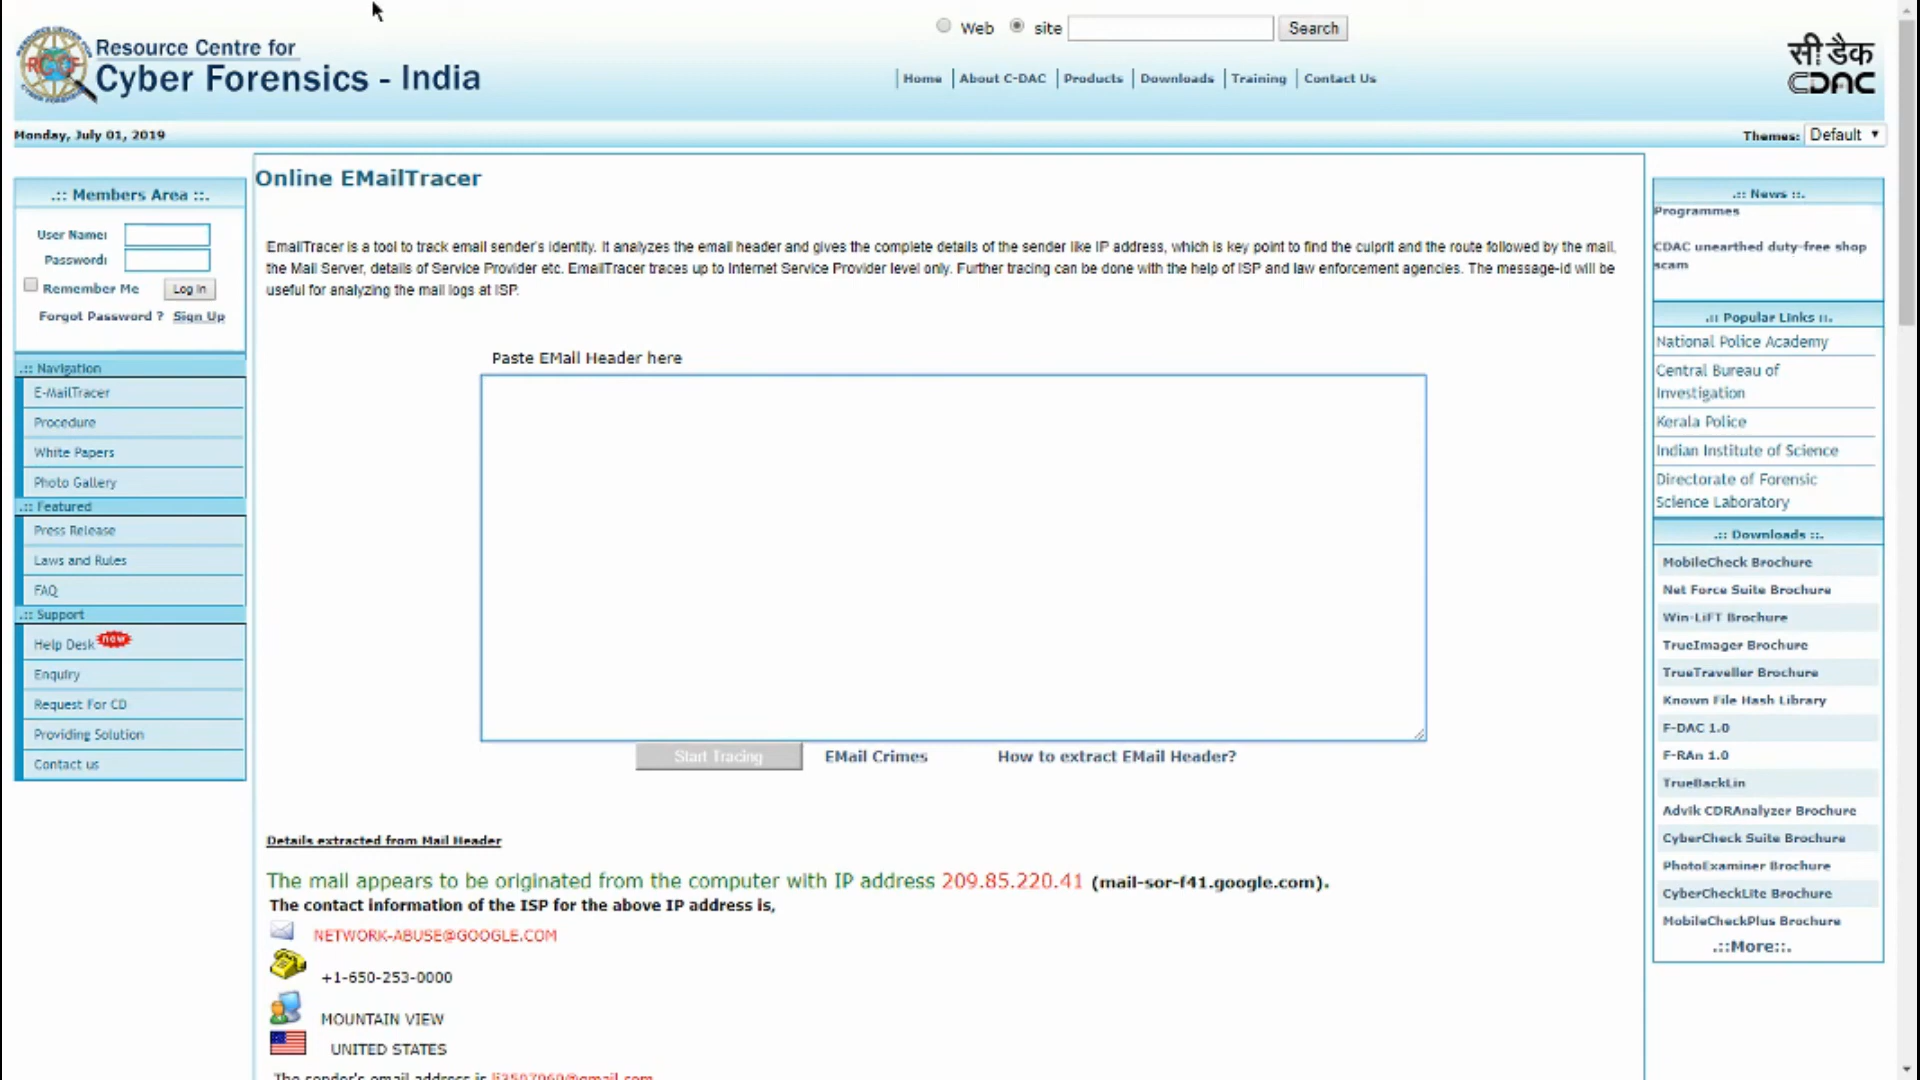 Web site Search
Resource Centre for
Cyber Forensics - India
Home About C-DAC Products Downloads Training Contact Us
सी डैक
CDAC
Monday, July 01, 2019
Themes: Default
.:: Members Area ::.
User Name:
Password:
Remember Me Log In
Forgot Password ? Sign Up
.:: Navigation
E-MailTracer
Procedure
White Papers
Photo Gallery
.:: Featured
Press Release
Laws and Rules
FAQ
.:: Support
Help Desk new
Enquiry
Request For CD
Providing Solution
Contact us
Online EMailTracer
EmailTracer is a tool to track email sender's identity. It analyzes the email header and gives the complete details of the sender like IP address, which is key point to find the culprit and the route followed by the mail,
the Mail Server, details of Service Provider etc. EmailTracer traces up to Internet Service Provider level only. Further tracing can be done with the help of ISP and law enforcement agencies. The message-id will be
useful for analyzing the mail logs at ISP.
Paste EMail Header here
Start Tracing EMail Crimes How to extract EMail Header?
Details extracted from Mail Header
The mail appears to be originated from the computer with IP address 209.85.220.41 (mail-sor-f41.google.com).
The contact information of the ISP for the above IP address is,
NETWORK-ABUSE@GOOGLE.COM
+1-650-253-0000
MOUNTAIN VIEW
UNITED STATES
The sender's email address is
.:: News ::.
Programmes
CDAC unearthed duty-free shop
scam
.:: Popular Links ::.
National Police Academy
Central Bureau of
Investigation
Kerala Police
Indian Institute of Science
Directorate of Forensic
Science Laboratory
.:: Downloads ::.
MobileCheck Brochure
Net Force Suite Brochure
Win-LiFT Brochure
TrueImager Brochure
TrueTraveller Brochure
Known File Hash Library
F-DAC 1.0
F-RAn 1.0
TrueBackLin
Advik CDRAnalyzer Brochure
CyberCheck Suite Brochure
PhotoExaminer Brochure
CyberCheckLite Brochure
MobileCheckPlus Brochure
.::More::.